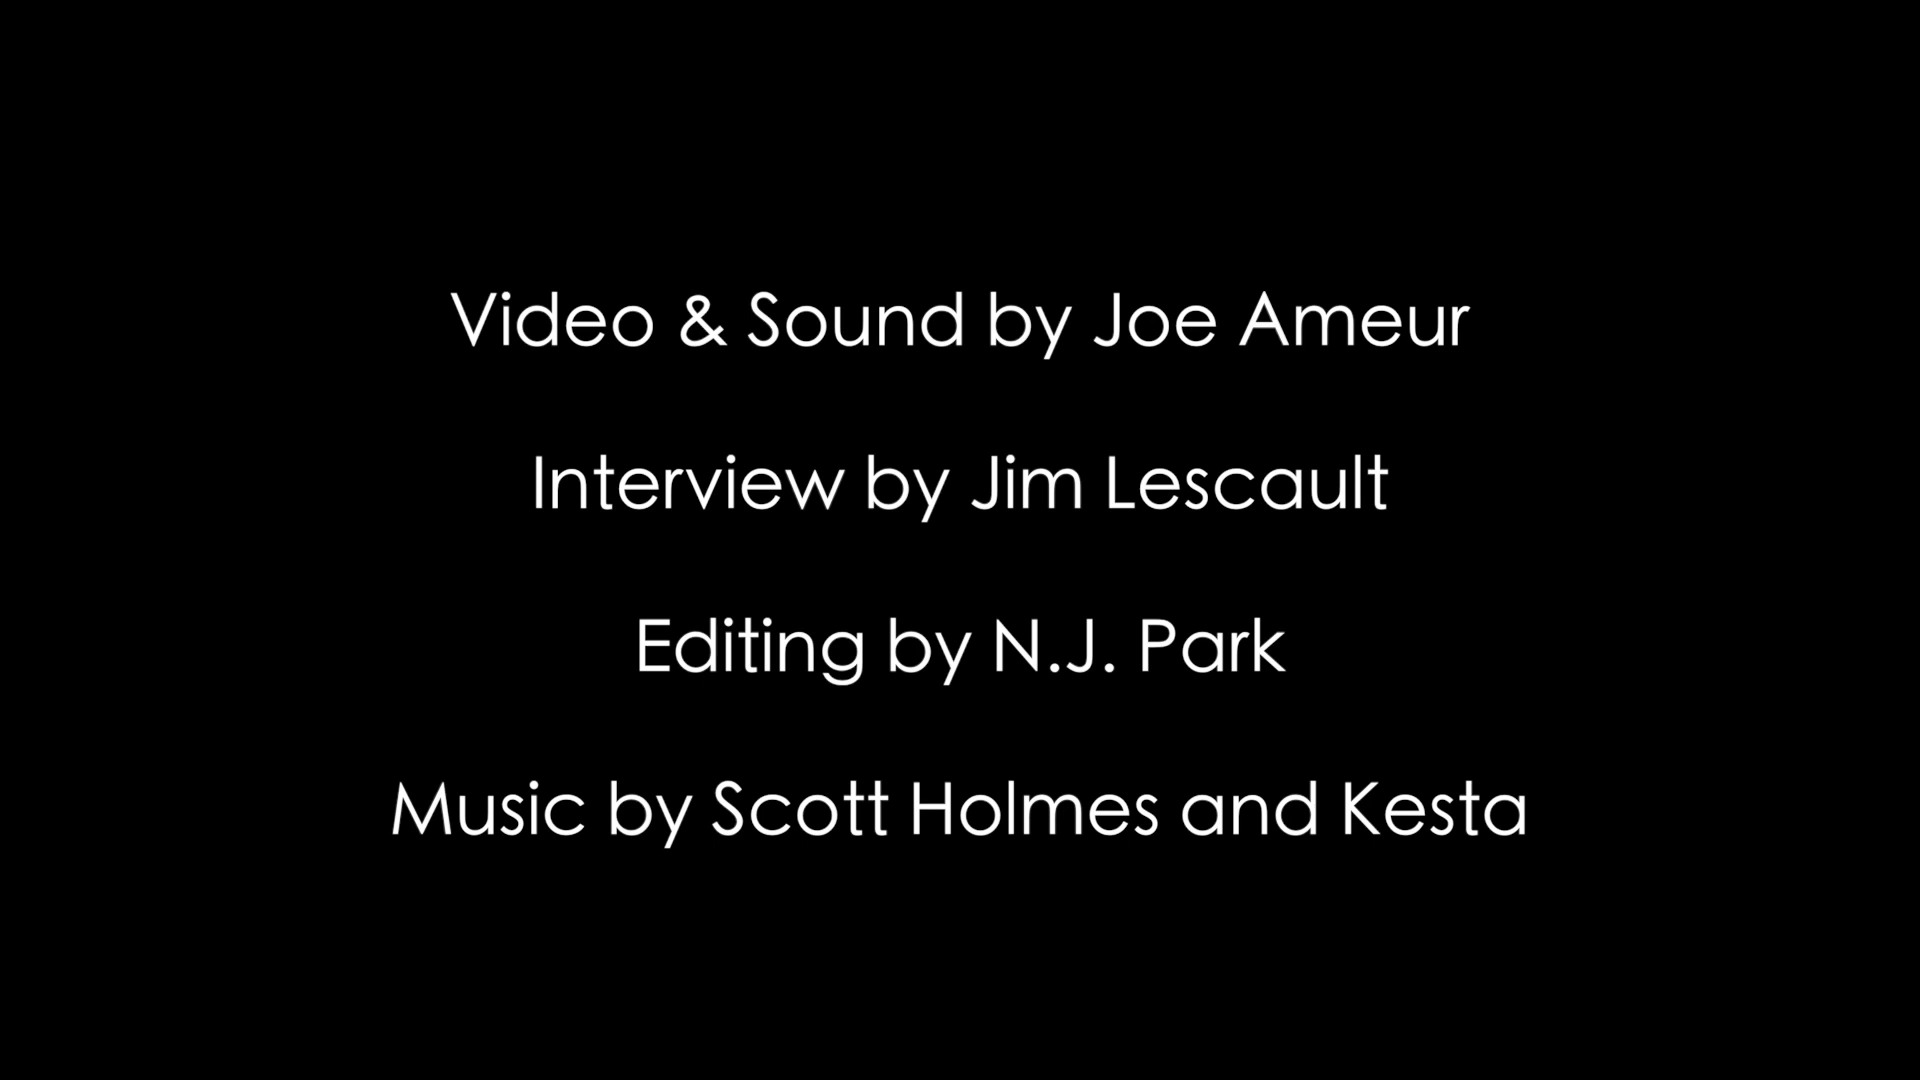 Video & Sound by Joe Ameur
Interview by Jim Lescault
Editing by N.J. Park
Music by Scott Holmes and Kesta